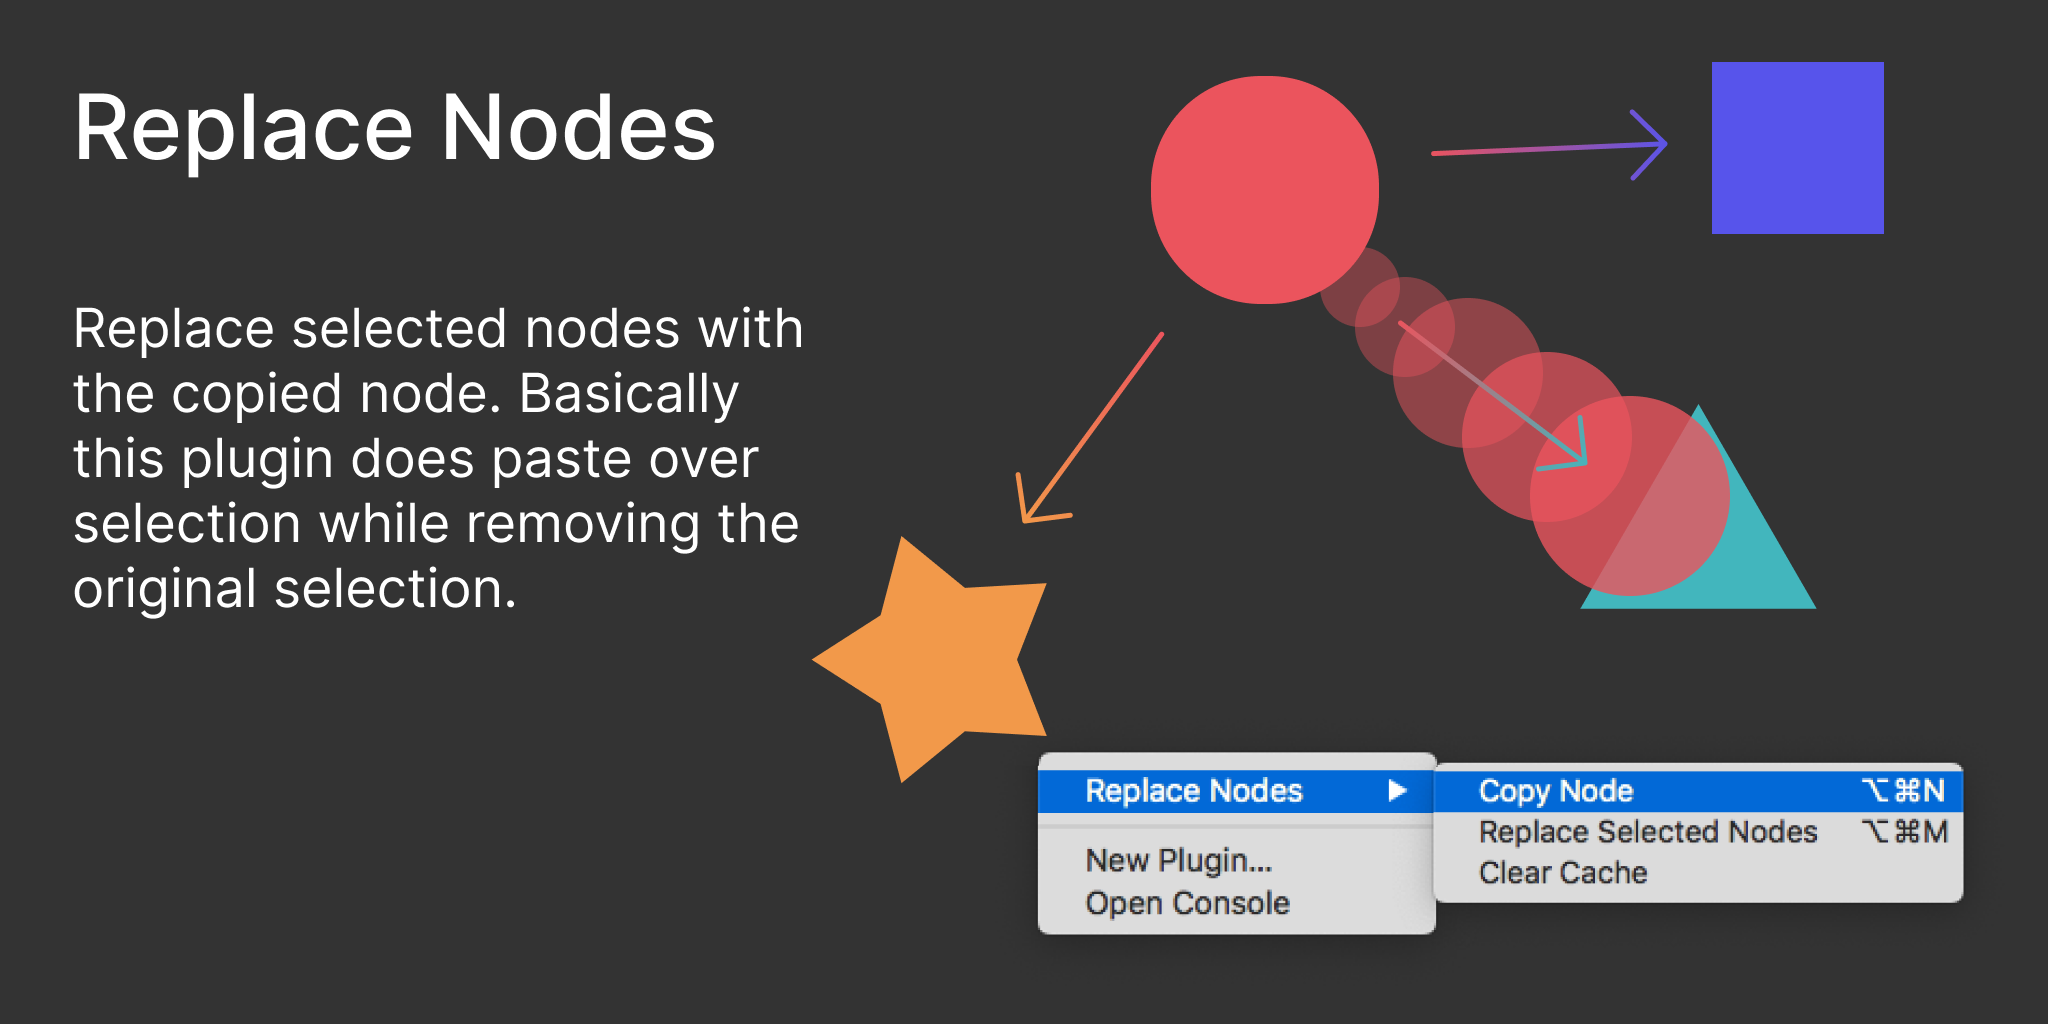 Replace Nodes
Replace selected nodes with
the copied node. Basically
this plugin does paste over
selection while removing the
original selection.
Replace Nodes ▶
New Plugin...
Open Console
Copy Node ⌥⌘N
Replace Selected Nodes ⌥⌘M
Clear Cache